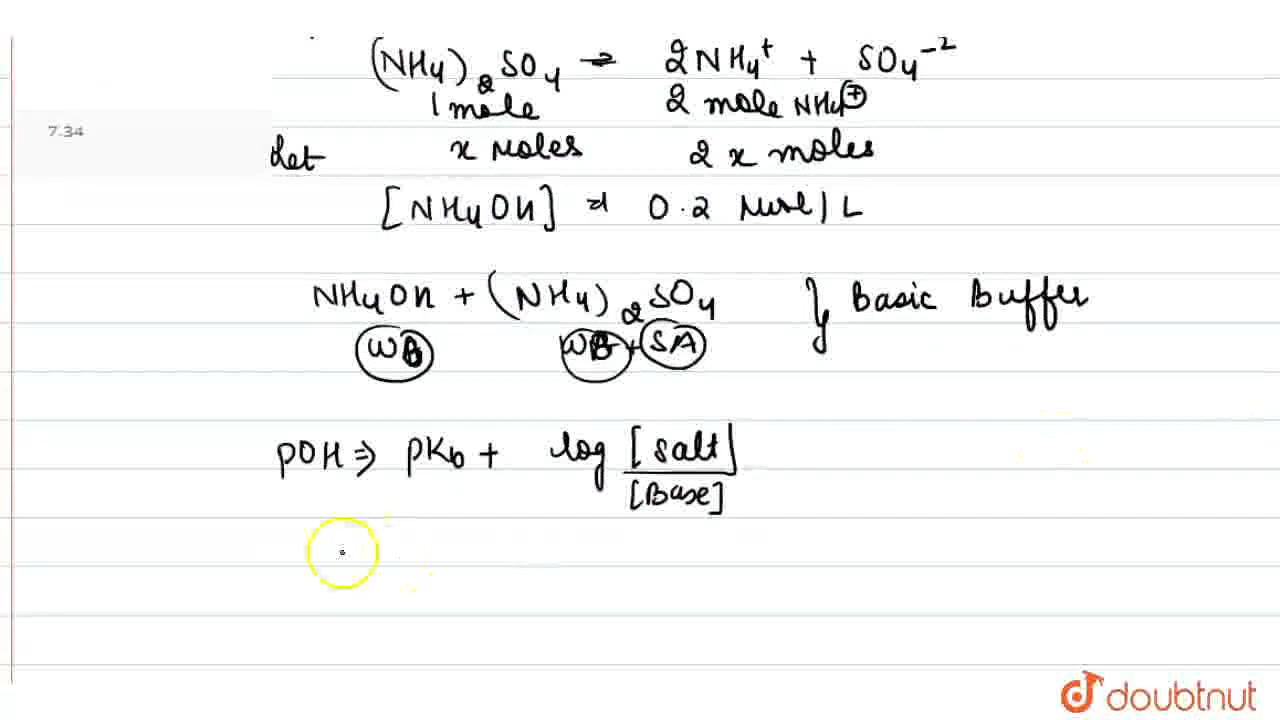 (NH4)2SO4 ⇌ 2NH4+ + SO4-2
1 mole 2 mole NH4+
7.34
Let x moles 2x moles
[NH4OH] ⇒ 0.2 Mole/L
NH4OH + (NH4)2SO4 } Basic Buffer
WB WB + SA
POH ⇒ PKb + log [Salt]
[Base]
doubtnut